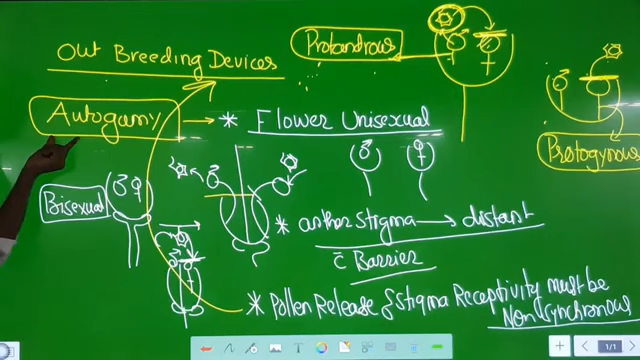 Out Breeding Devices
Protandrous
Autogamy → * Flower Unisexual
Protogynous
Bisexual
* anther stigma → distant
c̄ Barrier
* Pollen Release & stigma Receptivity must be
Non Synchronous
1/1